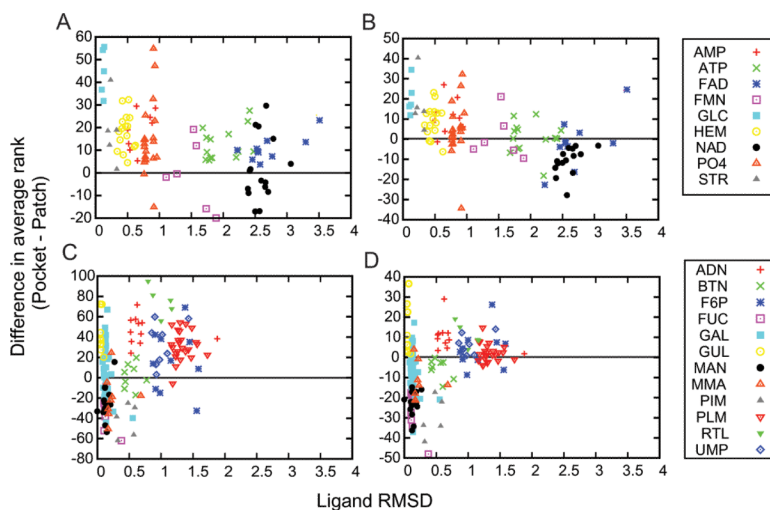 A
60
50
40
30
20
10
0
-10
-20
0 0.5 1 1.5 2 2.5 3 3.5 4
B
50
40
30
20
10
0
-10
-20
-30
-40
0 0.5 1 1.5 2 2.5 3 3.5 4
AMP
ATP
FAD
FMN
GLC
HEM
NAD
PO4
STR
Difference in average rank
(Pocket - Patch)
C
100
80
60
40
20
0
-20
-40
-60
-80
0 0.5 1 1.5 2 2.5 3 3.5 4
D
40
30
20
10
0
-10
-20
-30
-40
-50
0 0.5 1 1.5 2 2.5 3 3.5 4
ADN
BTN
F6P
FUC
GAL
GUL
MAN
MMA
PIM
PLM
RTL
UMP
Ligand RMSD